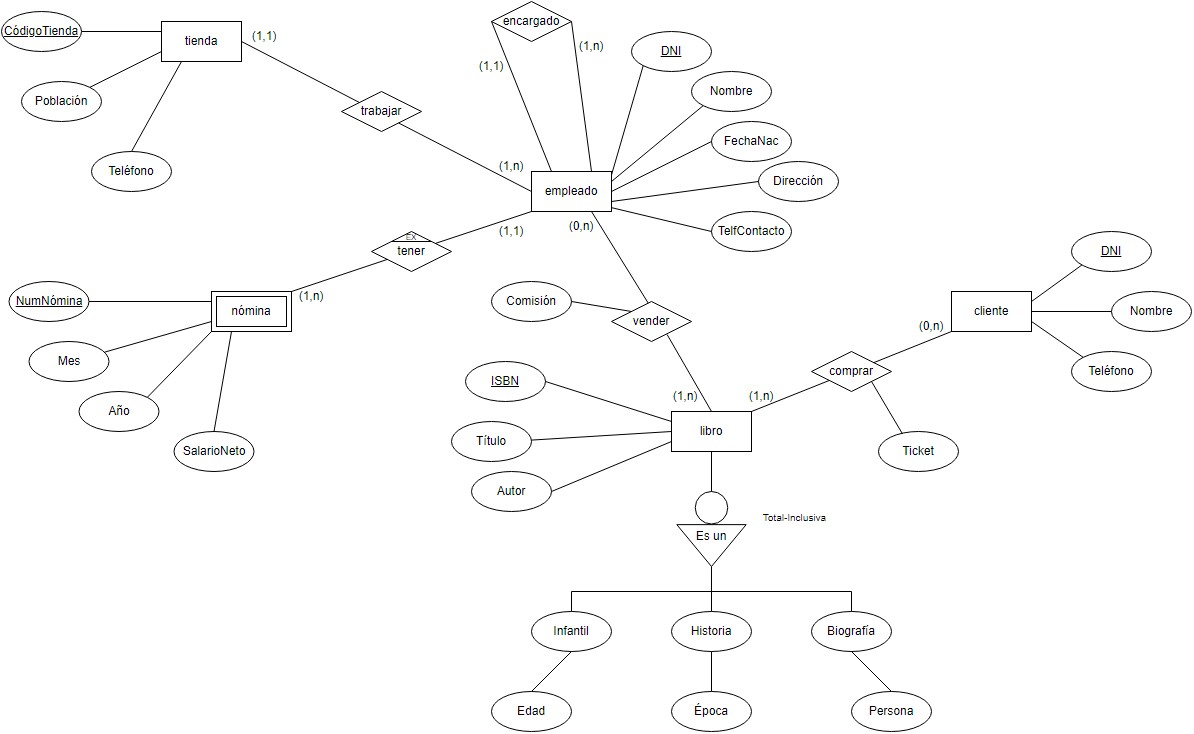 encargado
CódigoTienda
tienda
(1,1)
(1,n)
DNI
(1,1)
Nombre
Población
trabajar
FechaNac
Teléfono
(1,n)
empleado
Dirección
(0,n)
TelfContacto
(1,1)
EX
tener
DNI
(1,n)
NumNómina
nómina
Comisión
vender
cliente
Nombre
(0,n)
Mes
comprar
Teléfono
ISBN
(1,n)
(1,n)
Año
libro
Título
SalarioNeto
Ticket
Autor
Total-Inclusiva
Es un
Infantil
Historia
Biografía
Edad
Época
Persona